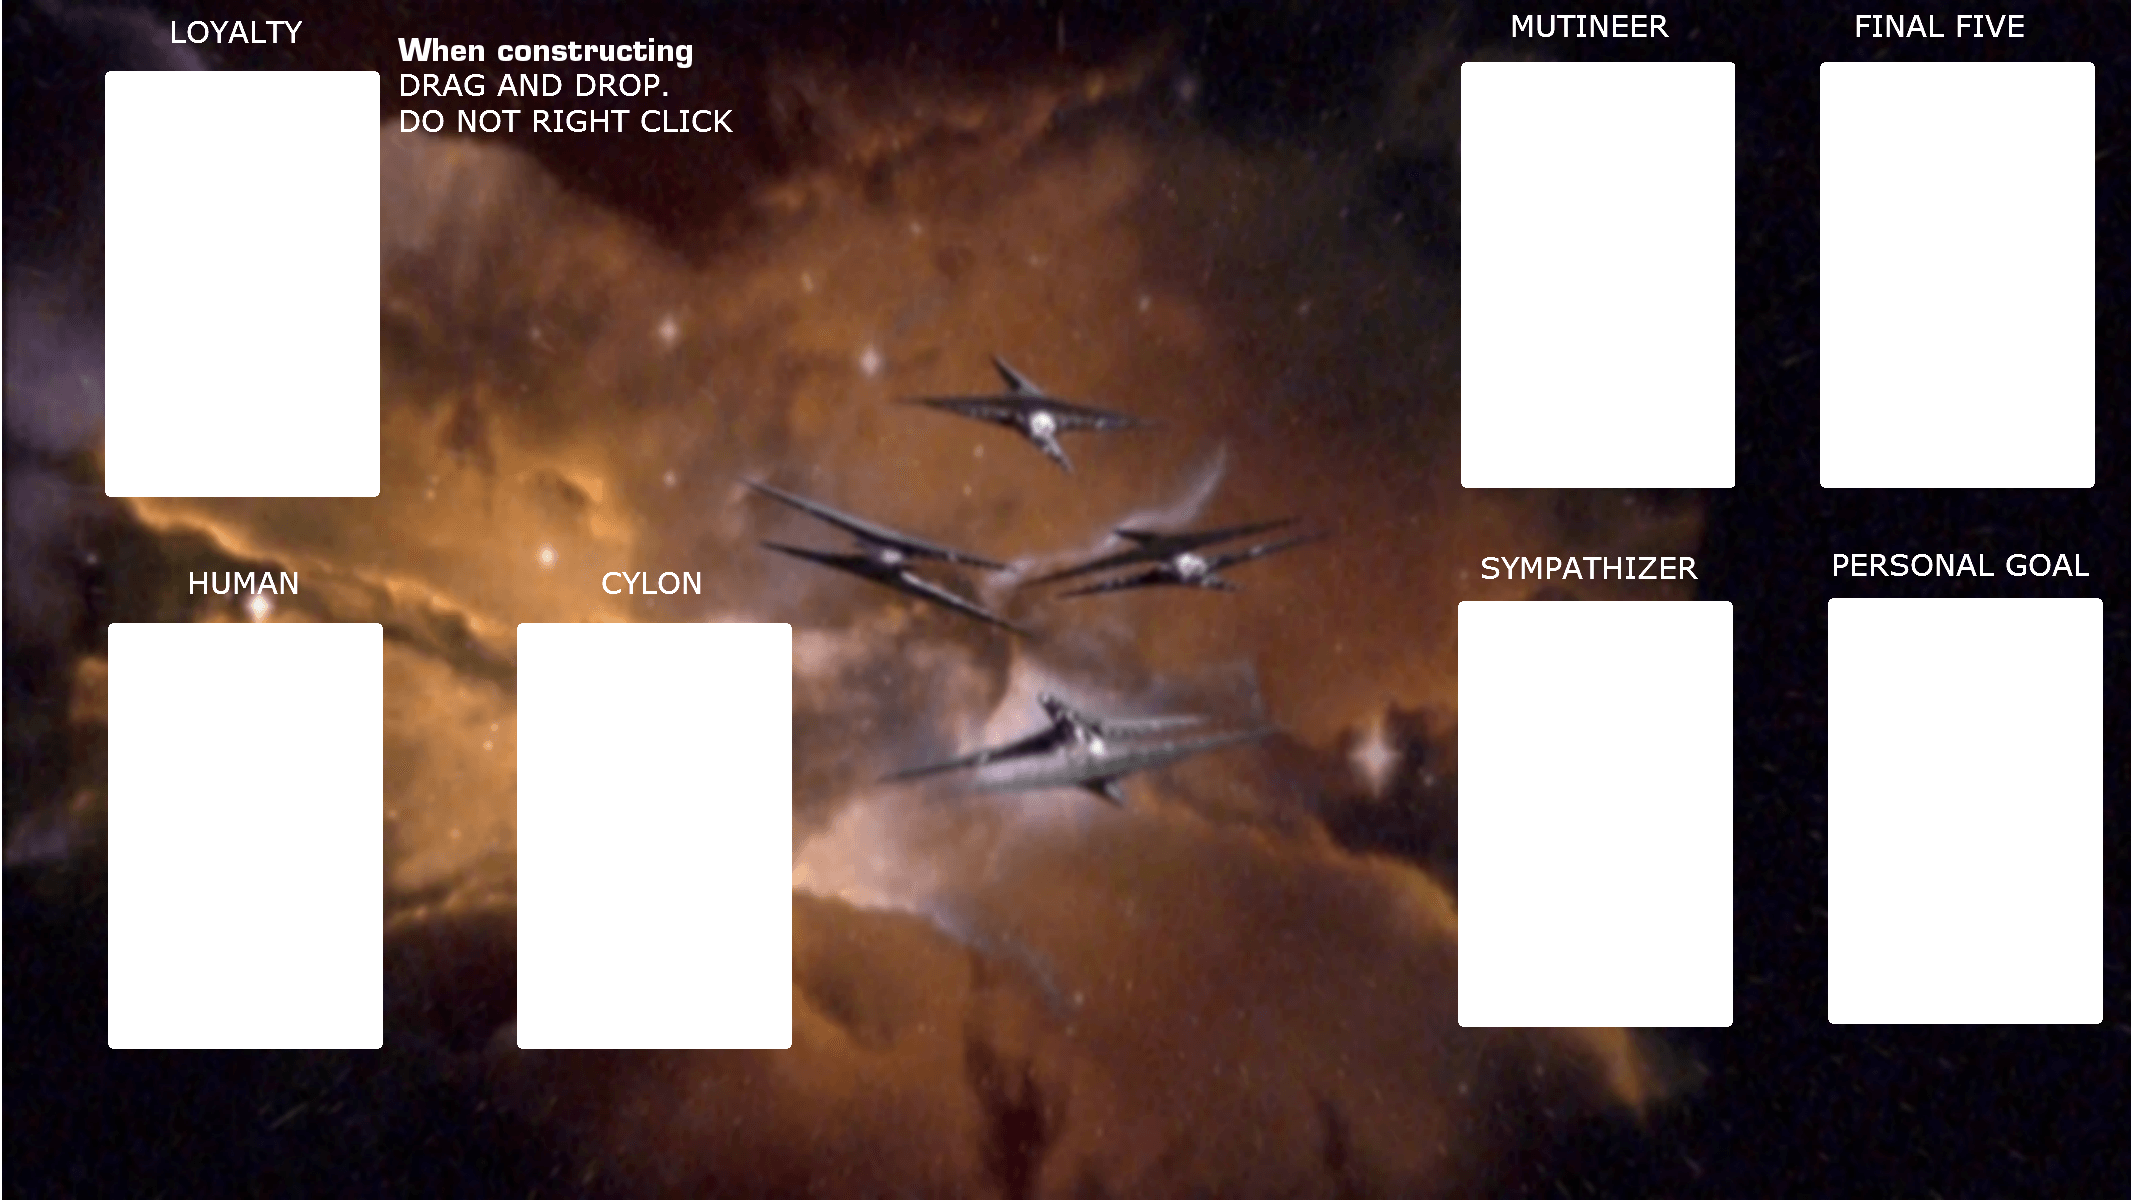 LOYALTY
When constructing
DRAG AND DROP.
DO NOT RIGHT CLICK
MUTINEER
FINAL FIVE
HUMAN
CYLON
SYMPATHIZER
PERSONAL GOAL